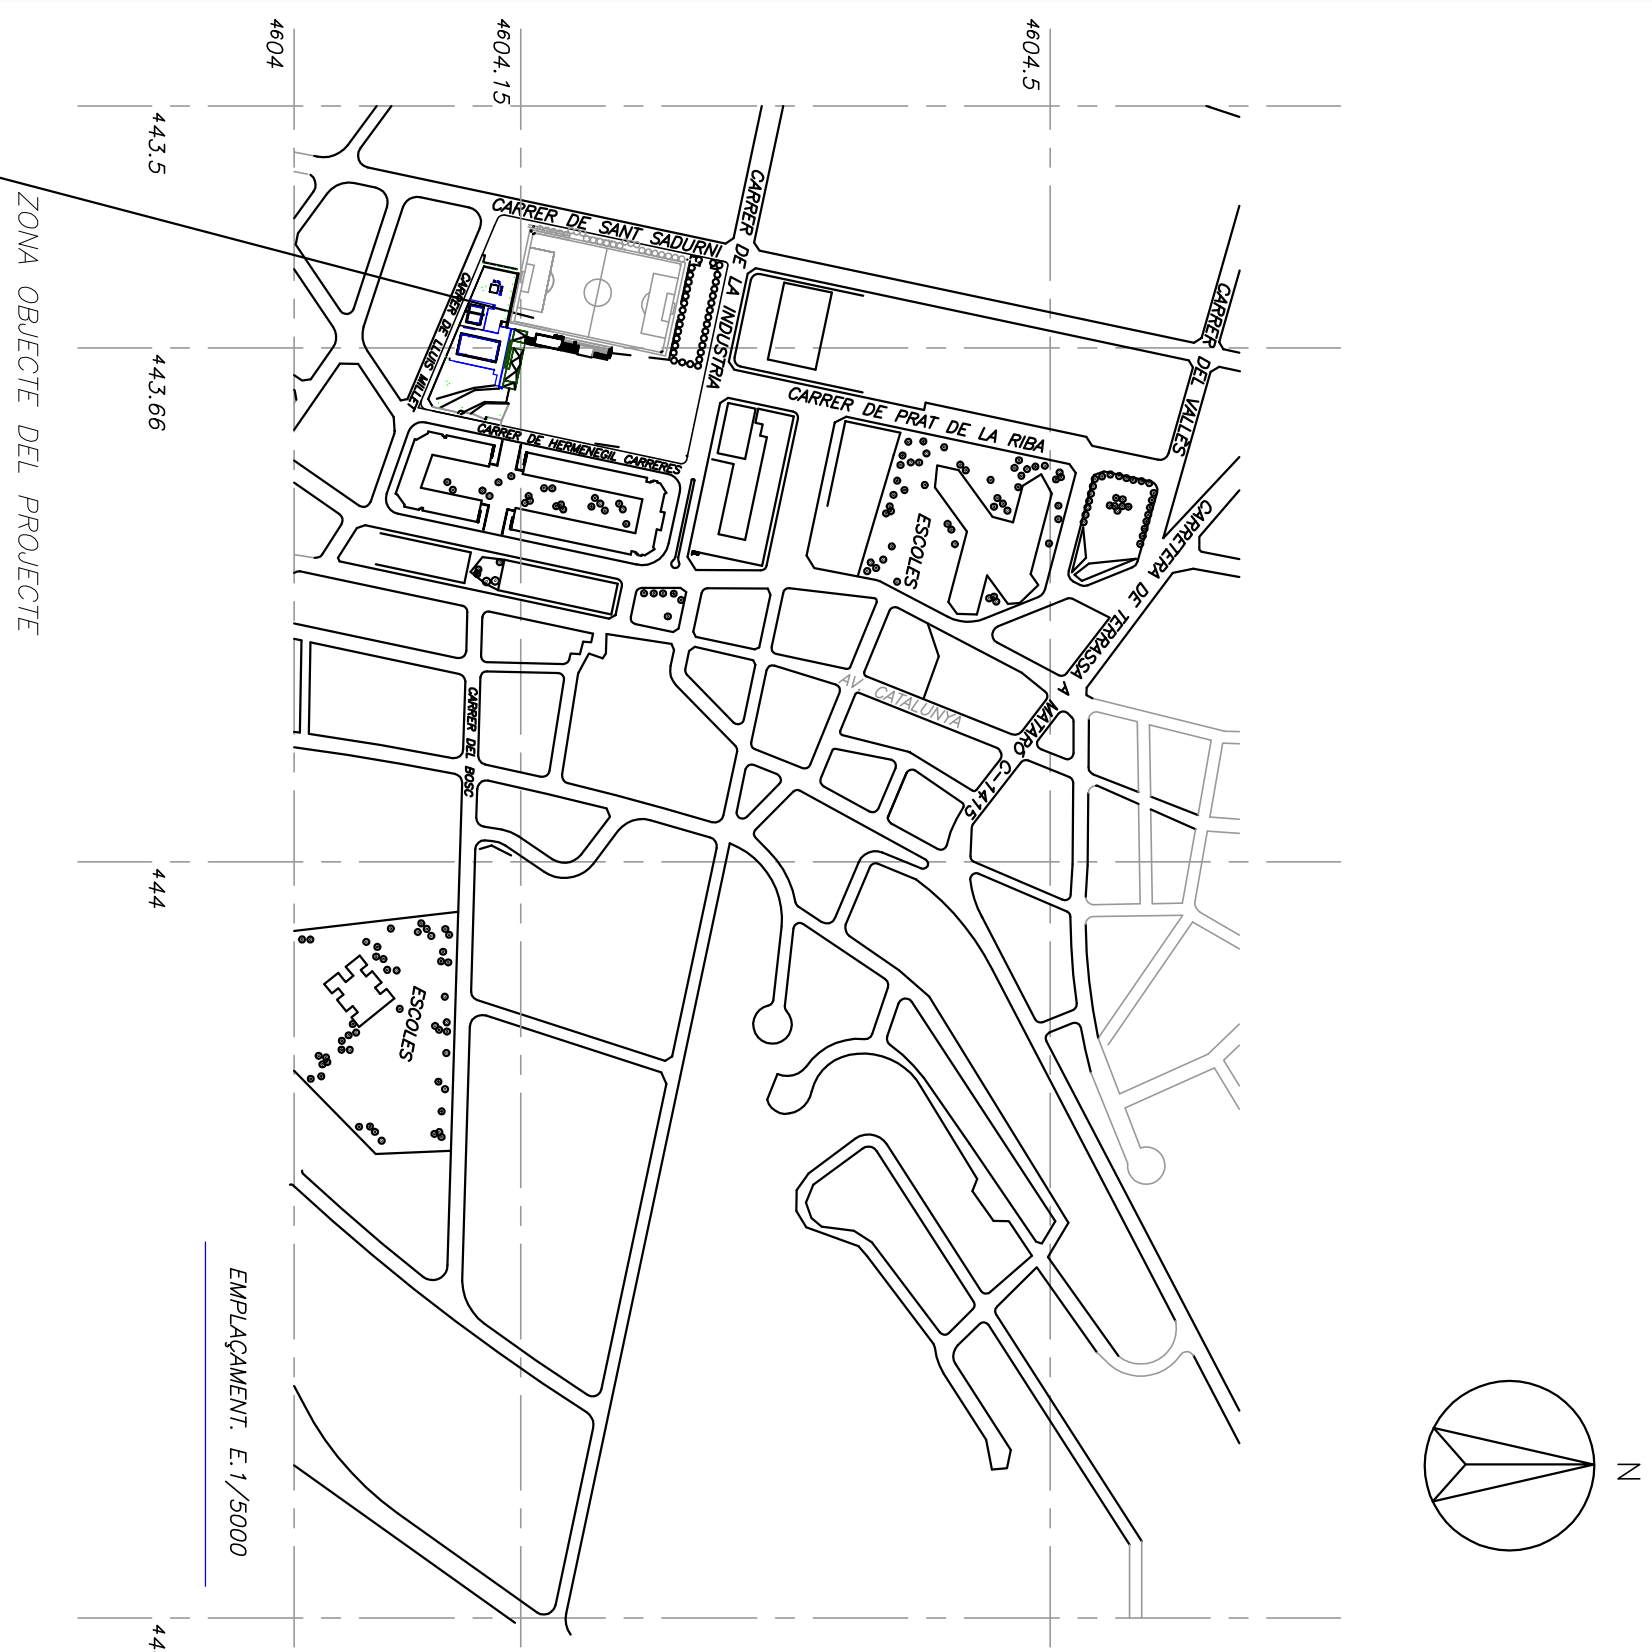 4604
4604.15
4604.5
443.5
443.66
444
44
ZONA OBJECTE DEL PROJECTE
CARRER DE SANT SADURNI
CARRER DE LA INDUSTRIA
CARRER DEL VALLES
CARRER DE LLUIS MILLET
CARRER DE HERMENEGIL CARRERES
CARRER DE PRAT DE LA RIBA
ESCOLES
CARRETERA DE TERRASSA A MATARÓ C-1415
AV. CATALUNYA
CARRER DEL BOSC
ESCOLES
EMPLAÇAMENT. E.1/5000
N